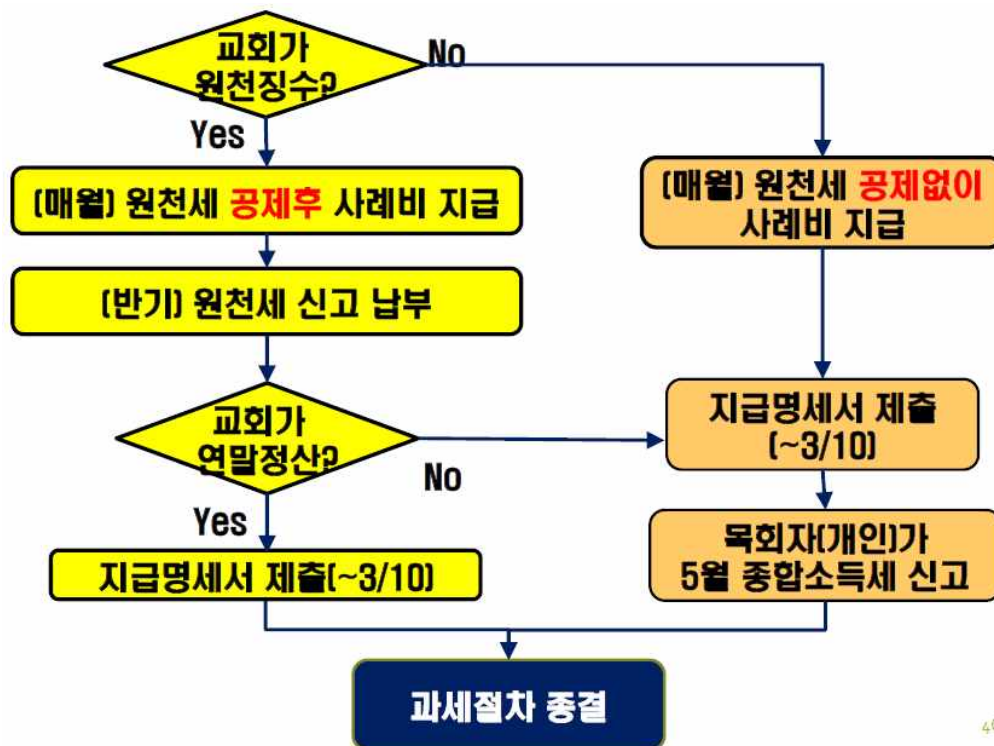 교회가
원천징수?
No
Yes
(매월) 원천세 공제후 사례비 지급
(매월) 원천세 공제없이
사례비 지급
(반기) 원천세 신고 납부
교회가
연말정산?
No
Yes
지급명세서 제출
(~3/10)
지급명세서 제출(~3/10)
목회자(개인)가
5월 종합소득세 신고
과세절차 종결